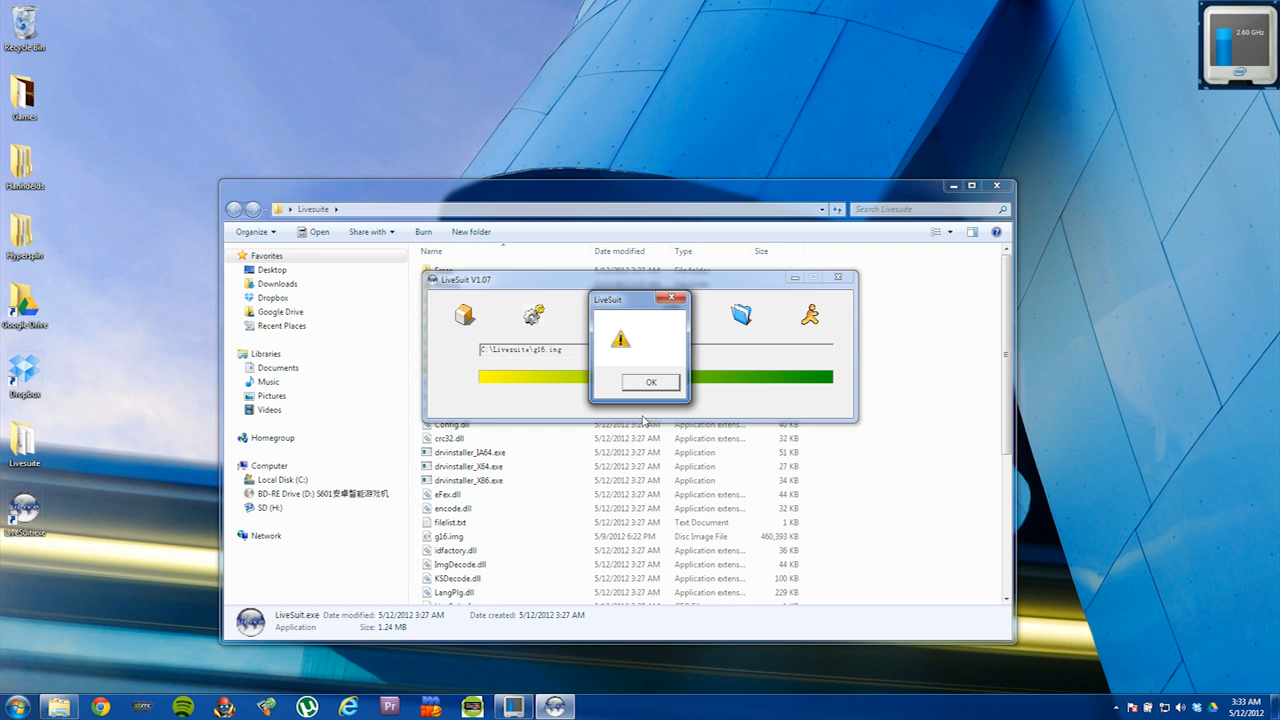 Recycle Bin
2.60 GHz
Games
Hanhdelds
Hyperspin
Google Drive
Dropbox
Livesuite
LiveSuit.exe
Livesuite
Search Livesuite
Organize
Open
Share with
Burn
New folder
Name
Date modified
Type
Size
Favorites
Desktop
Downloads
Dropbox
Google Drive
Recent Places
Libraries
Documents
Music
Pictures
Videos
Homegroup
Computer
Local Disk (C:)
BD-RE Drive (D:) S601安卓智能游戏机
SD (H:)
Network
LiveSuit V1.07
C:\Livesuite\g16.img
LiveSuit
OK
Config.dll 5/12/2012 3:27 AM Application extens... 40 KB
crc32.dll 5/12/2012 3:27 AM Application extens... 32 KB
drvinstaller_IA64.exe 5/12/2012 3:27 AM Application 51 KB
drvinstaller_X64.exe 5/12/2012 3:27 AM Application 27 KB
drvinstaller_X86.exe 5/12/2012 3:27 AM Application 34 KB
eFex.dll 5/12/2012 3:27 AM Application extens... 44 KB
encode.dll 5/12/2012 3:27 AM Application extens... 32 KB
filelist.txt 5/12/2012 3:27 AM Text Document 1 KB
g16.img 5/9/2012 6:22 PM Disc Image File 460,393 KB
idfactory.dll 5/12/2012 3:27 AM Application extens... 36 KB
ImgDecode.dll 5/12/2012 3:27 AM Application extens... 44 KB
KSDecode.dll 5/12/2012 3:27 AM Application extens... 100 KB
LangPlg.dll 5/12/2012 3:27 AM Application extens... 229 KB
LiveSuit.exe Date modified: 5/12/2012 3:27 AM Date created: 5/12/2012 3:27 AM
Application Size: 1.24 MB
3:33 AM
5/12/2012